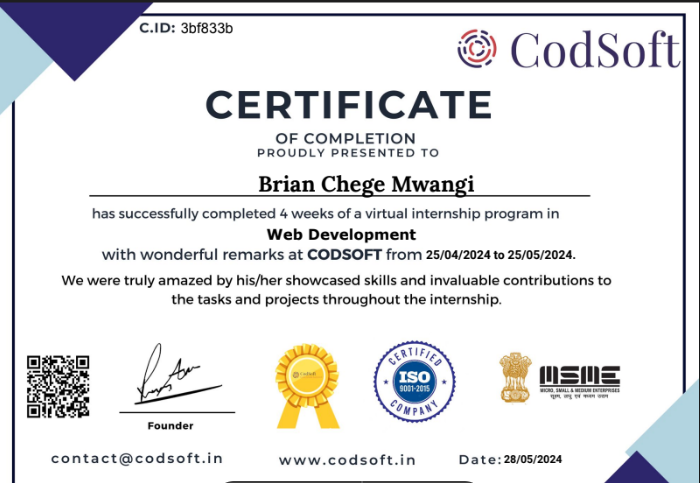 C.ID: 3bf833b
CodSoft
CERTIFICATE
OF COMPLETION
PROUDLY PRESENTED TO
Brian Chege Mwangi
has successfully completed 4 weeks of a virtual internship program in
Web Development
with wonderful remarks at CODSOFT from 25/04/2024 to 25/05/2024.
We were truly amazed by his/her showcased skills and invaluable contributions to
the tasks and projects throughout the internship.
CodSoft
CERTIFIED
ISO
9001-2015
COMPANY
MSME
MICRO, SMALL & MEDIUM ENTERPRISES
सूक्ष्म, लघु एवं मध्यम उद्यम
Founder
contact@codsoft.in
www.codsoft.in
Date: 28/05/2024